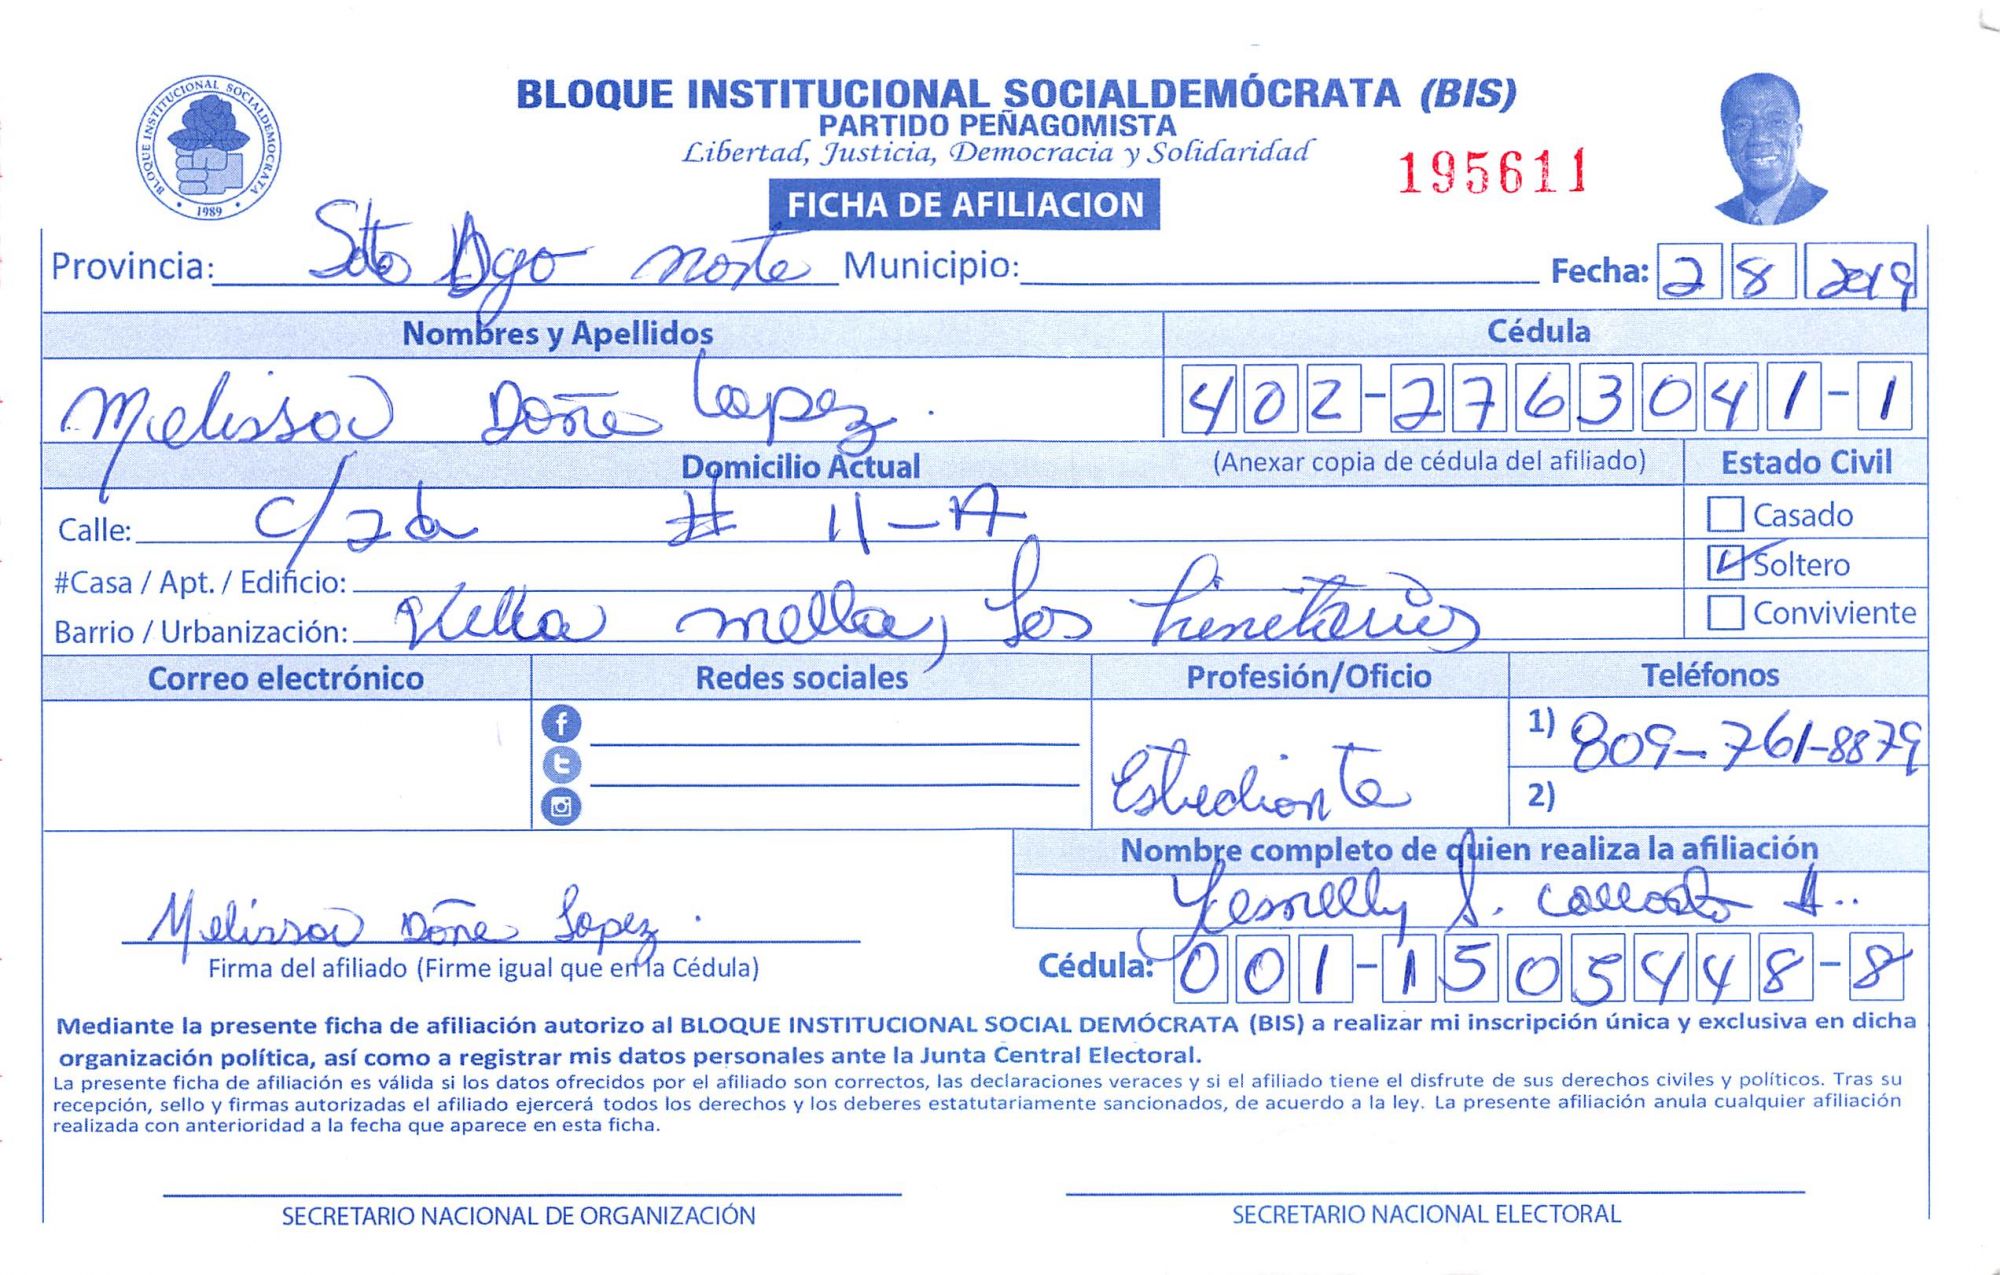 BLOQUE INSTITUCIONAL SOCIALDEMÓCRATA (BIS)
PARTIDO PEÑAGOMISTA
Libertad, Justicia, Democracia y Solidaridad
195611
BLOQUE INSTITUCIONAL SOCIALDEMOCRATA
1989
FICHA DE AFILIACION
Provincia: Sto Dgo Norte Municipio: Fecha: 2 8 2019
Nombres y Apellidos Cédula
Melissa Doñe Lopez. 402-2763041-1
Domicilio Actual (Anexar copia de cédula del afiliado) Estado Civil
Calle: c/2da # 11-A Casado
#Casa / Apt. / Edificio: Soltero
Barrio / Urbanización: Villa mella, Los Conviviente
Correo electrónico Redes sociales Profesión/Oficio Teléfonos
Estudiante 1) 809-761-8879
2)
Nombre completo de quien realiza la afiliación
S.
Melissa Doñe Lopez.
Firma del afiliado (Firme igual que en la Cédula) Cédula: 001-1505448-8
Mediante la presente ficha de afiliación autorizo al BLOQUE INSTITUCIONAL SOCIAL DEMÓCRATA (BIS) a realizar mi inscripción única y exclusiva en dicha
organización política, así como a registrar mis datos personales ante la Junta Central Electoral.
La presente ficha de afiliación es válida si los datos ofrecidos por el afiliado son correctos, las declaraciones veraces y si el afiliado tiene el disfrute de sus derechos civiles y políticos. Tras su
recepción, sello y firmas autorizadas el afiliado ejercerá todos los derechos y los deberes estatutariamente sancionados, de acuerdo a la ley. La presente afiliación anula cualquier afiliación
realizada con anterioridad a la fecha que aparece en esta ficha.
SECRETARIO NACIONAL DE ORGANIZACIÓN SECRETARIO NACIONAL ELECTORAL